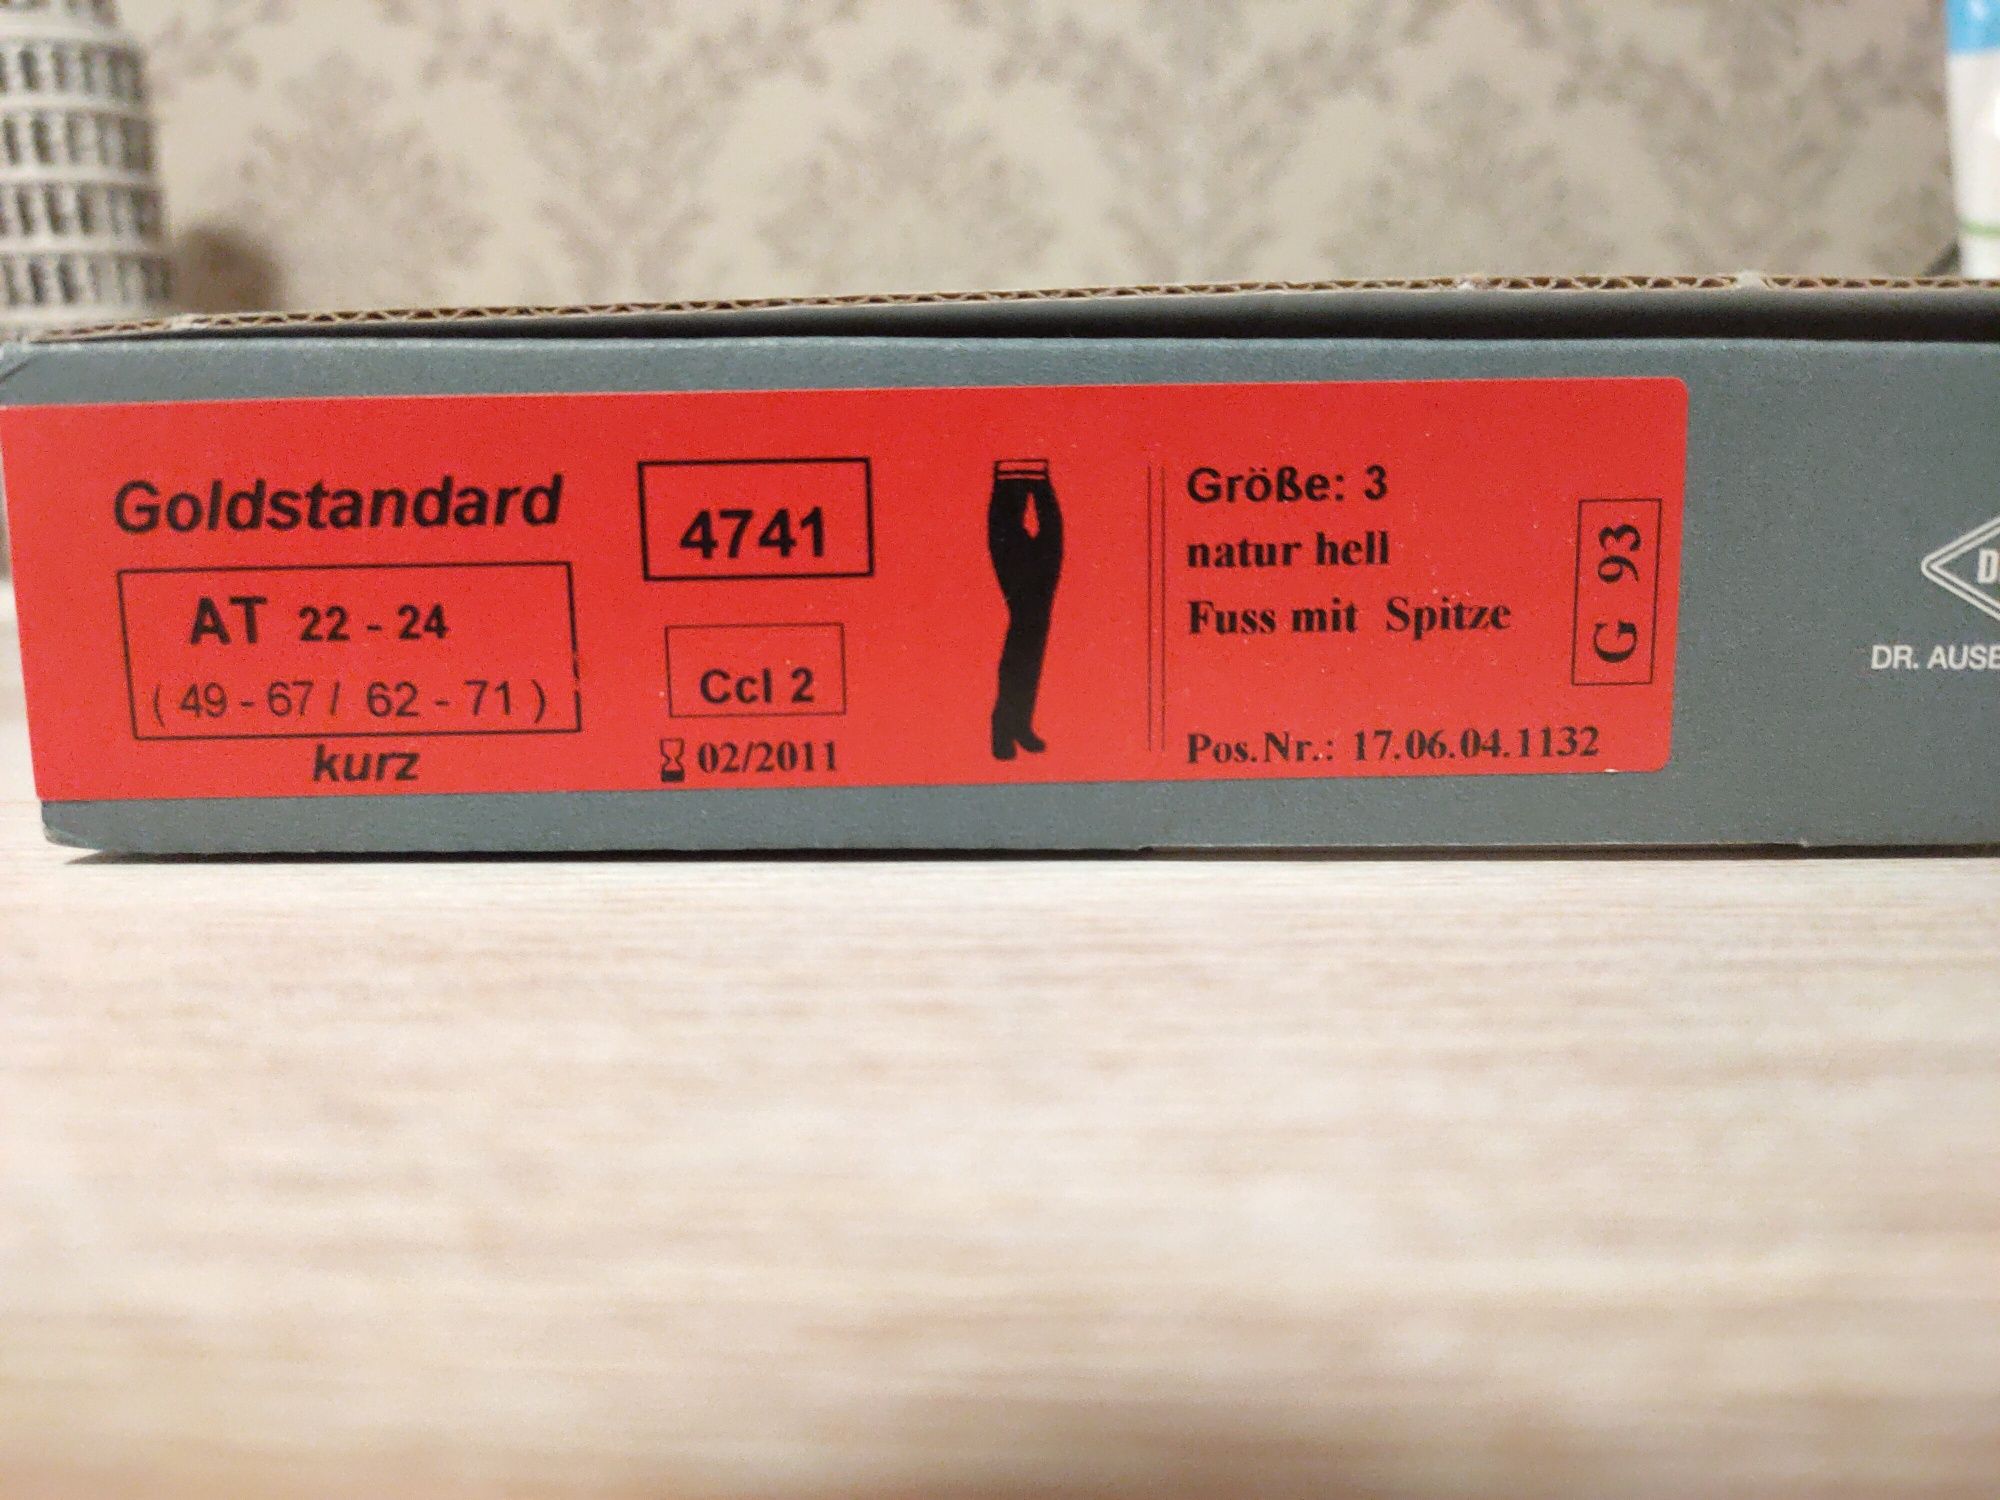 Goldstandard
AT 22 - 24
( 49 - 67 / 62 - 71 )
kurz
4741
Ccl 2
02/2011
Größe: 3
natur hell
Fuss mit Spitze
Pos.Nr.: 17.06.04.1132
G 93
DR.